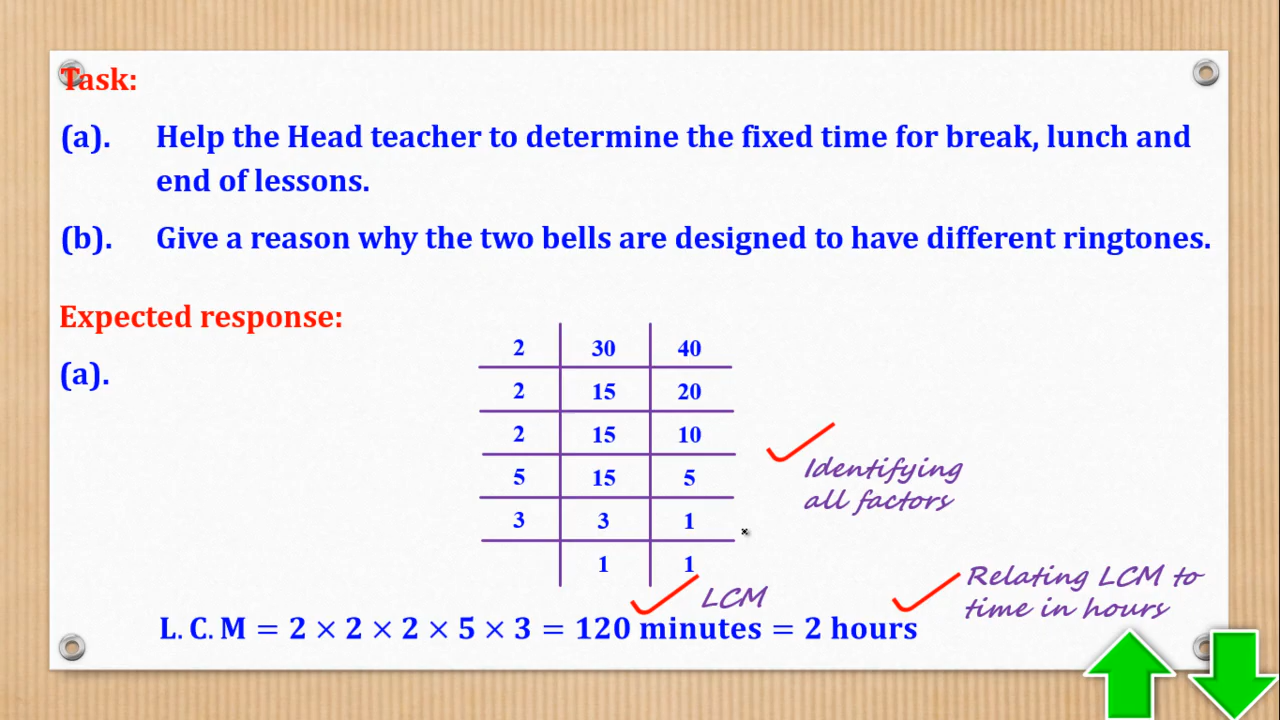 Task:
(a). Help the Head teacher to determine the fixed time for break, lunch and
end of lessons.
(b). Give a reason why the two bells are designed to have different ringtones.
Expected response:
(a).
2 30 40
2 15 20
2 15 10
5 15 5
3 3 1
1 1
Identifying
all factors
LCM
Relating LCM to
time in hours
L. C. M = 2 × 2 × 2 × 5 × 3 = 120 minutes = 2 hours